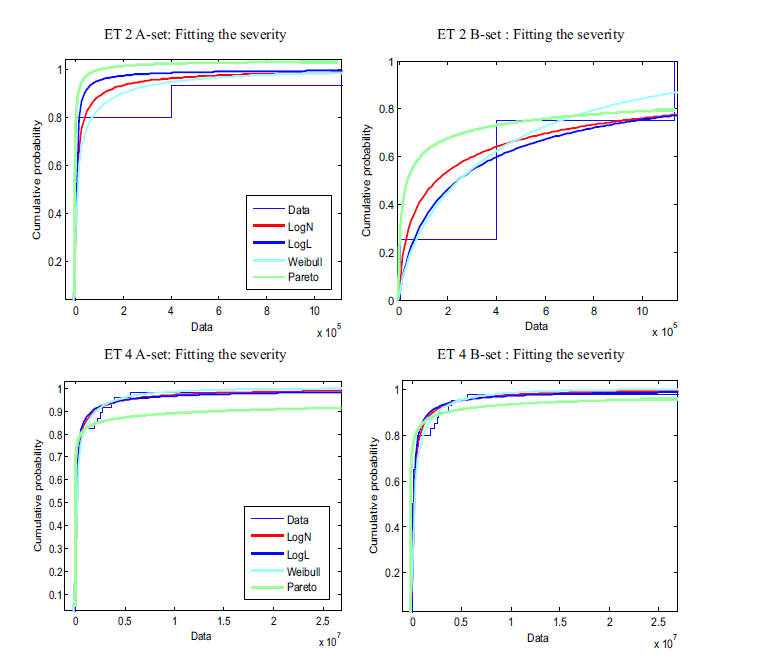 ET 2 A-set: Fitting the severity
1
0.8
0.6
0.4
0.2
Cumulative probability
Data
LogN
LogL
Weibull
Pareto
0 2 4 6 8 10
Data
x 10^5
ET 2 B-set : Fitting the severity
1
0.8
0.6
0.4
0.2
0
Cumulative probability
0 2 4 6 8 10
Data
x 10^5
ET 4 A-set: Fitting the severity
1
0.9
0.8
0.7
0.6
0.5
0.4
0.3
0.2
0.1
Cumulative probability
Data
LogN
LogL
Weibull
Pareto
0 0.5 1 1.5 2 2.5
Data
x 10^7
ET 4 B-set : Fitting the severity
1
0.8
0.6
0.4
0.2
Cumulative probability
0 0.5 1 1.5 2 2.5
Data
x 10^7